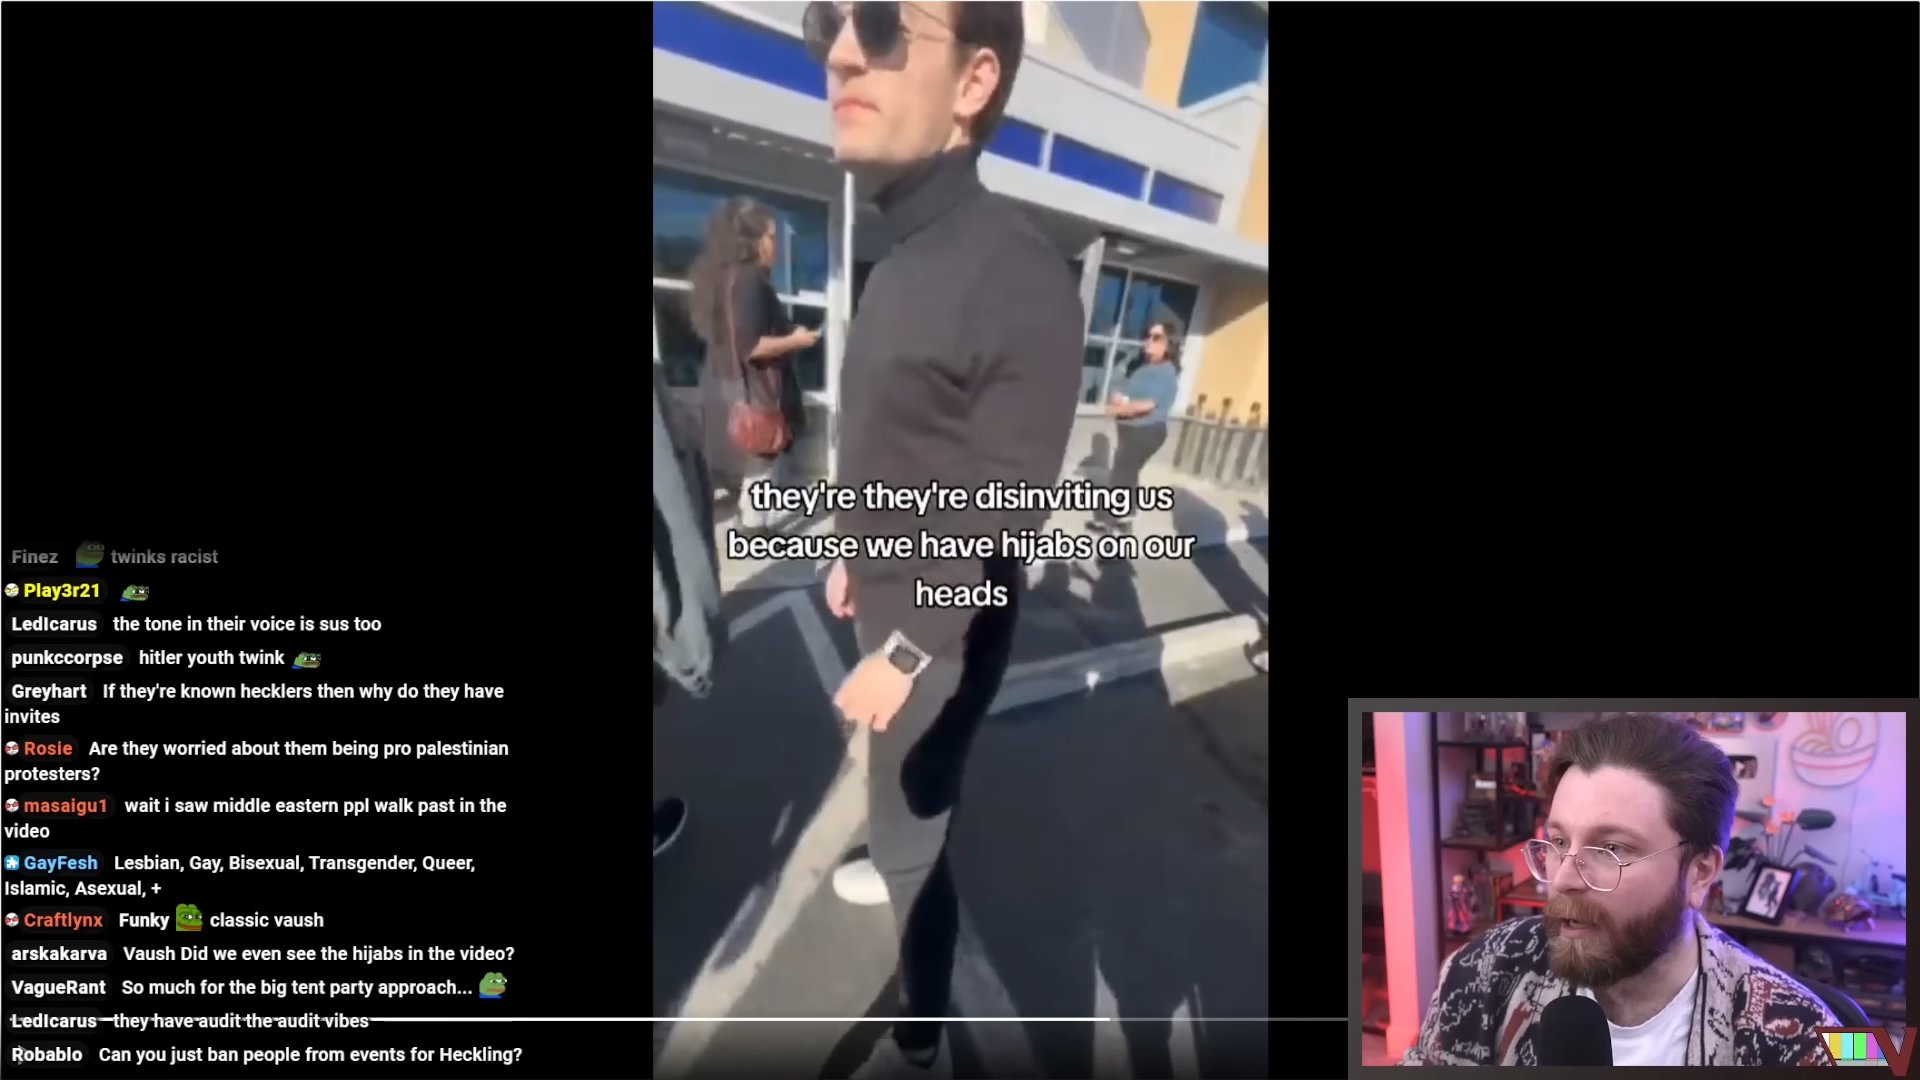 they're they're disinviting us
because we have hijabs on our
heads
Finez twinks racist
Play3r21
LedIcarus the tone in their voice is sus too
punkccorpse hitler youth twink
Greyhart If they're known hecklers then why do they have
invites
Rosie Are they worried about them being pro palestinian
protesters?
masaigu1 wait i saw middle eastern ppl walk past in the
video
GayFesh Lesbian, Gay, Bisexual, Transgender, Queer,
Islamic, Asexual, +
Craftlynx Funky classic vaush
arskakarva Vaush Did we even see the hijabs in the video?
VagueRant So much for the big tent party approach...
LedIcarus they have audit the audit vibes
Robablo Can you just ban people from events for Heckling?